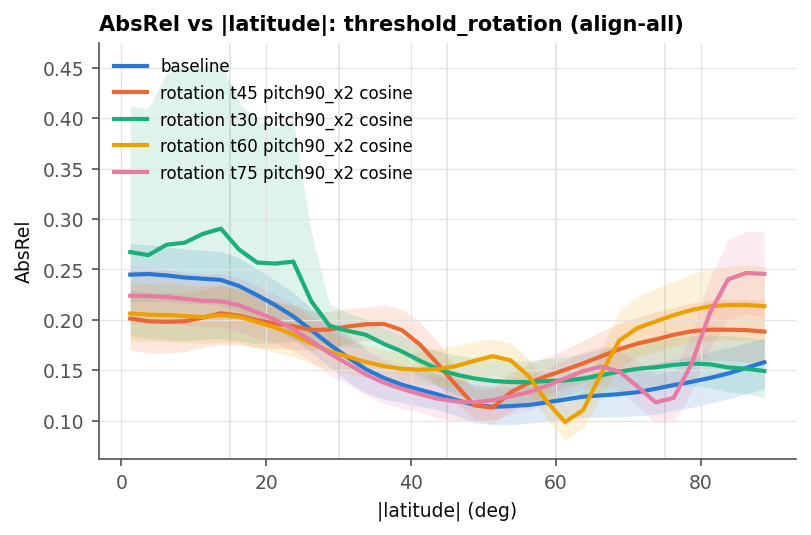 AbsRel vs |latitude|: threshold_rotation (align-all)
baseline
rotation t45 pitch90_x2 cosine
rotation t30 pitch90_x2 cosine
rotation t60 pitch90_x2 cosine
rotation t75 pitch90_x2 cosine
AbsRel
0.45
0.40
0.35
0.30
0.25
0.20
0.15
0.10
0 20 40 60 80
|latitude| (deg)